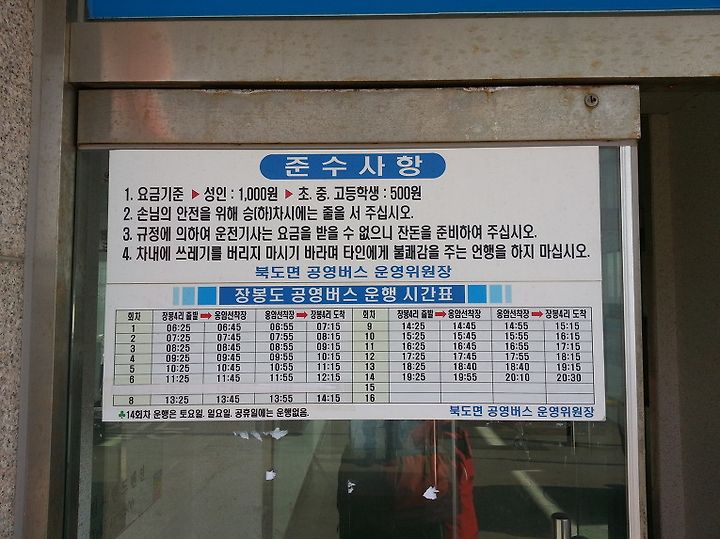 준수사항
1. 요금기준 ▶ 성인 : 1,000원 ▶ 초. 중. 고등학생 : 500원
2. 손님의 안전을 위해 승(하)차시에는 줄을 서 주십시오.
3. 규정에 의하여 운전기사는 요금을 받을 수 없으니 잔돈을 준비하여 주십시오.
4. 차내에 쓰레기를 버리지 마시기 바라며 타인에게 불쾌감을 주는 언행을 하지 마십시오.
북도면 공영버스 운영위원장
장봉도 공영버스 운행 시간표
회차 장봉4리 출발 ➡ 옹암선착장 옹암선착장 ➡ 장봉4리 도착 회차 장봉4리 출발 ➡ 옹암선착장 옹암선착장 ➡ 장봉4리 도착
1 06:25 06:45 06:55 07:15 9 14:25 14:45 14:55 15:15
2 07:25 07:45 07:55 08:15 10 15:25 15:45 15:55 16:15
3 08:25 08:45 08:55 09:15 11 16:25 16:45 16:55 17:15
4 09:25 09:45 09:55 10:15 12 17:25 17:45 17:55 18:15
5 10:25 10:45 10:55 11:15 13 18:25 18:40 18:40 19:15
6 11:25 11:45 11:55 12:15 14 19:25 19:55 20:10 20:30
15
8 13:25 13:45 13:55 14:15 16
♣14회차 운행은 토요일. 일요일. 공휴일에는 운행없음.
북도면 공영버스 운영위원장